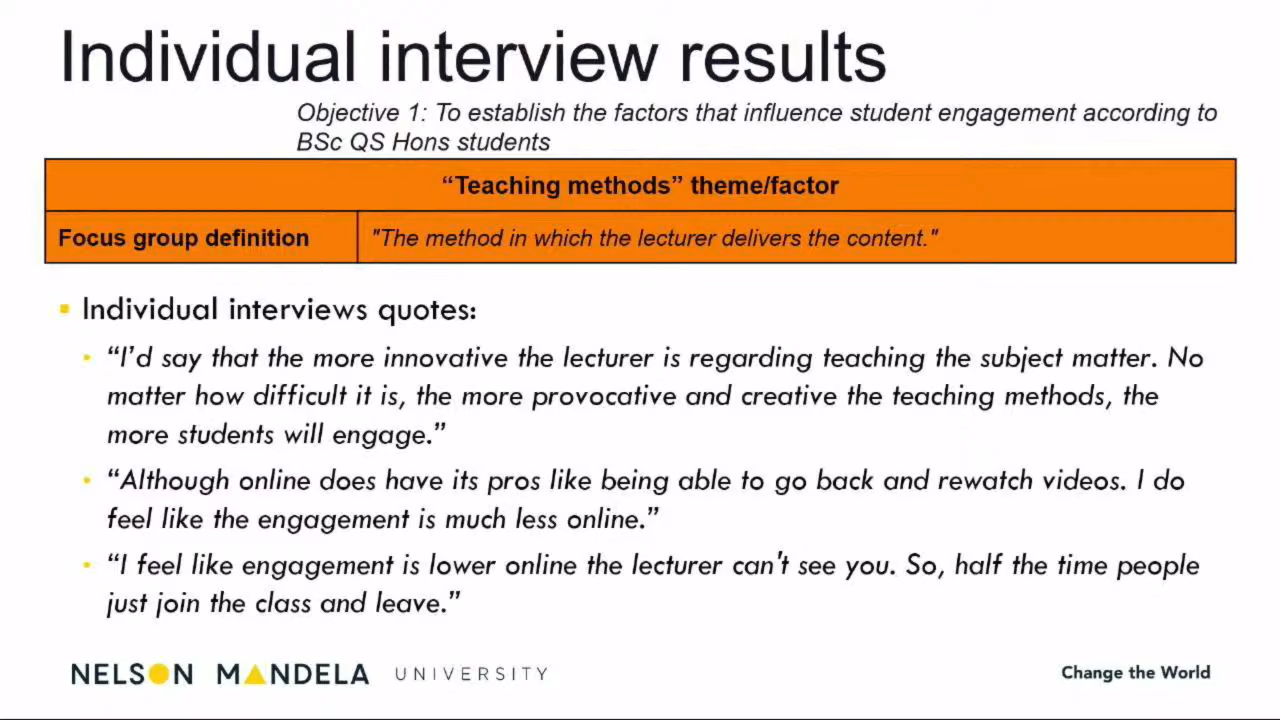 Individual interview results
Objective 1: To establish the factors that influence student engagement according to
BSc QS Hons students
“Teaching methods” theme/factor
Focus group definition
"The method in which the lecturer delivers the content."
Individual interviews quotes:
“I’d say that the more innovative the lecturer is regarding teaching the subject matter. No
matter how difficult it is, the more provocative and creative the teaching methods, the
more students will engage.”
“Although online does have its pros like being able to go back and rewatch videos. I do
feel like the engagement is much less online.”
“I feel like engagement is lower online the lecturer can't see you. So, half the time people
just join the class and leave.”
NELSON MANDELA UNIVERSITY
Change the World